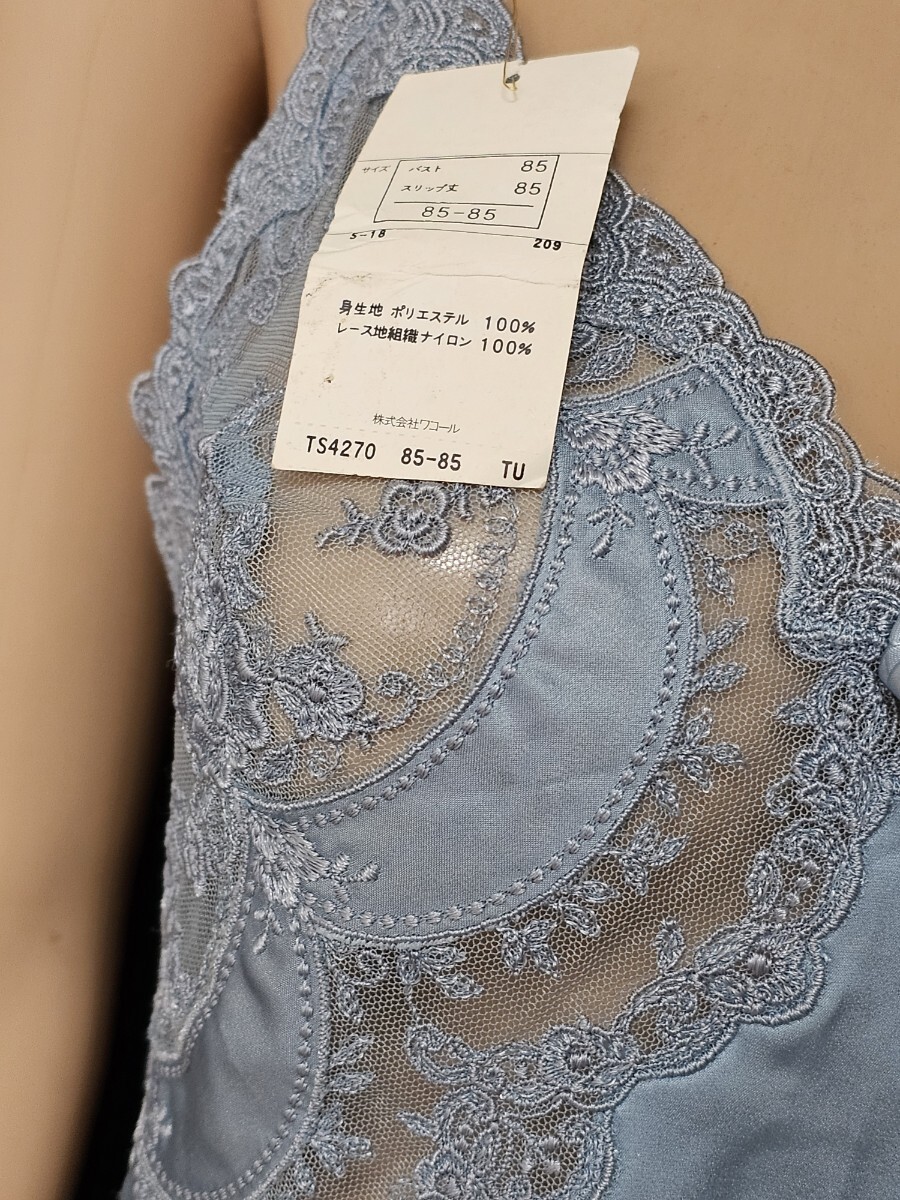 サイズ バスト 85
スリップ丈 85
85-85
S-18 209
身生地 ポリエステル 100%
レース地組織ナイロン 100%
株式会社ワコール
TS4270 85-85 TU